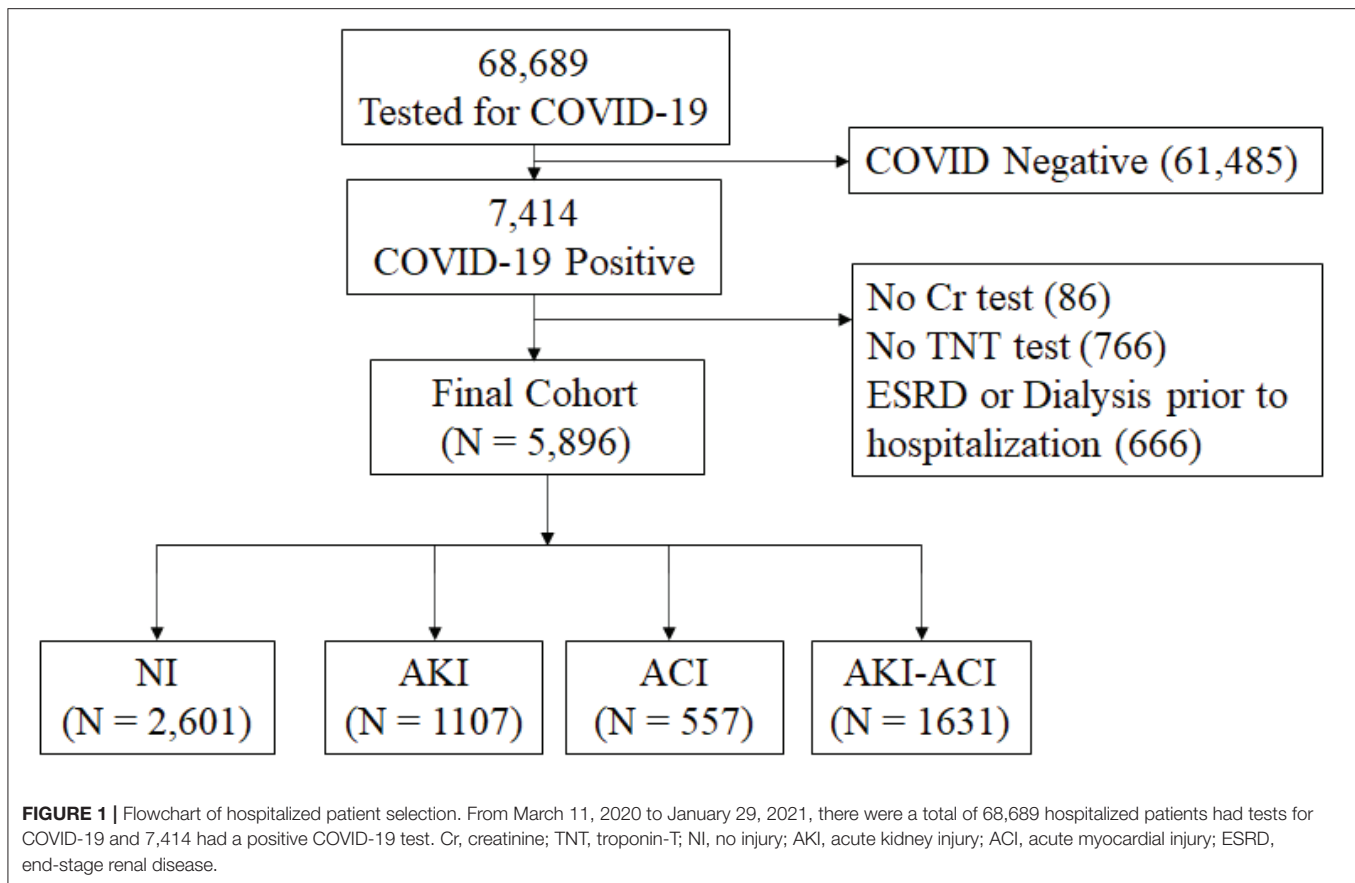 68,689
Tested for COVID-19
COVID Negative (61,485)
7,414
COVID-19 Positive
No Cr test (86)
No TNT test (766)
ESRD or Dialysis prior to
hospitalization (666)
Final Cohort
(N = 5,896)
NI
(N = 2,601)
AKI
(N = 1107)
ACI
(N = 557)
AKI-ACI
(N = 1631)
FIGURE 1 | Flowchart of hospitalized patient selection. From March 11, 2020 to January 29, 2021, there were a total of 68,689 hospitalized patients had tests for
COVID-19 and 7,414 had a positive COVID-19 test. Cr, creatinine; TNT, troponin-T; NI, no injury; AKI, acute kidney injury; ACI, acute myocardial injury; ESRD,
end-stage renal disease.